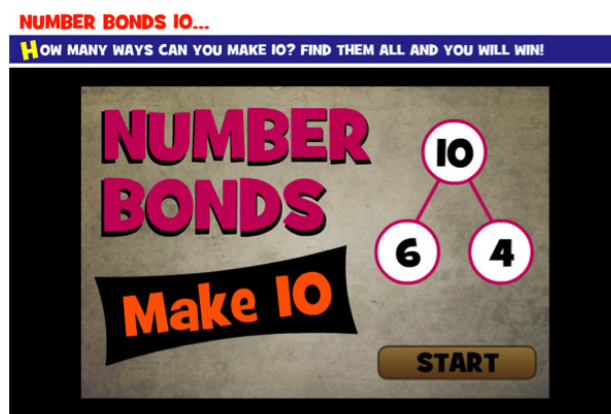 NUMBER BONDS 10...
HOW MANY WAYS CAN YOU MAKE 10? FIND THEM ALL AND YOU WILL WIN!
NUMBER
BONDS
10
6 4
Make 10
START